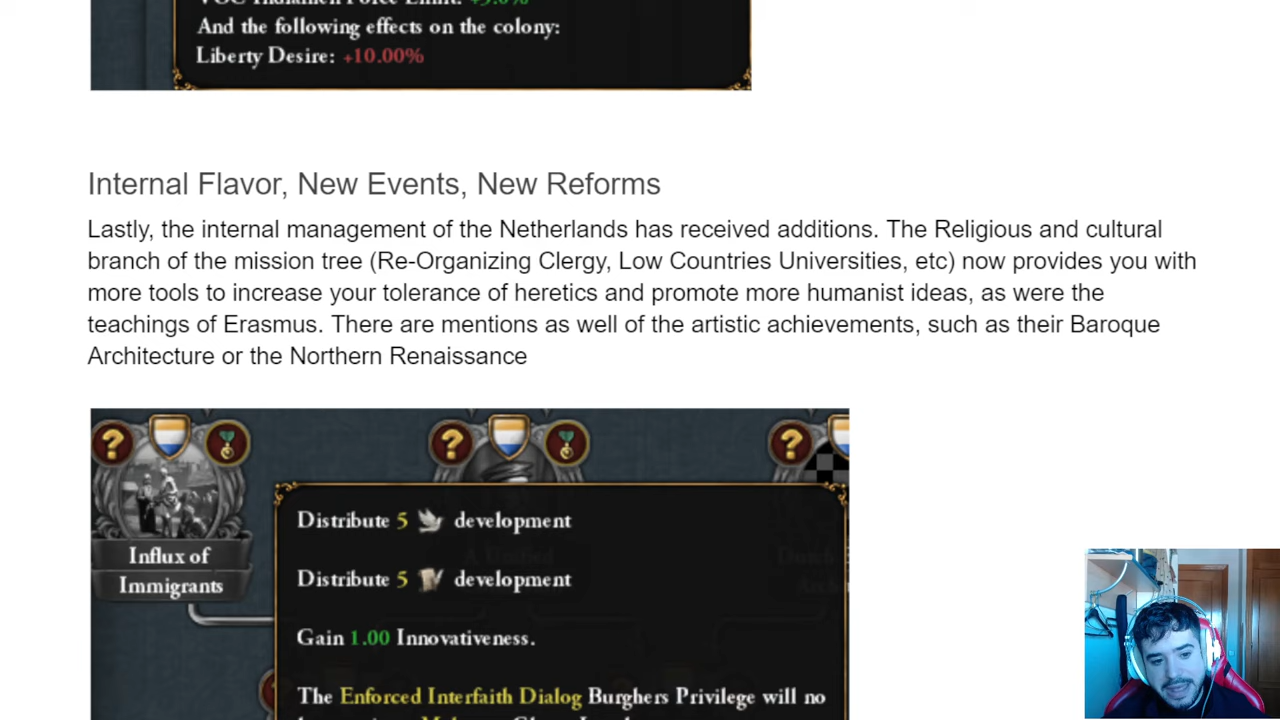 And the following effects on the colony:
Liberty Desire: +10.00%
Internal Flavor, New Events, New Reforms
Lastly, the internal management of the Netherlands has received additions. The Religious and cultural
branch of the mission tree (Re-Organizing Clergy, Low Countries Universities, etc) now provides you with
more tools to increase your tolerance of heretics and promote more humanist ideas, as were the
teachings of Erasmus. There are mentions as well of the artistic achievements, such as their Baroque
Architecture or the Northern Renaissance
Influx of
Immigrants
Distribute 5 development
Distribute 5 development
Gain 1.00 Innovativeness.
The Enforced Interfaith Dialog Burghers Privilege will no